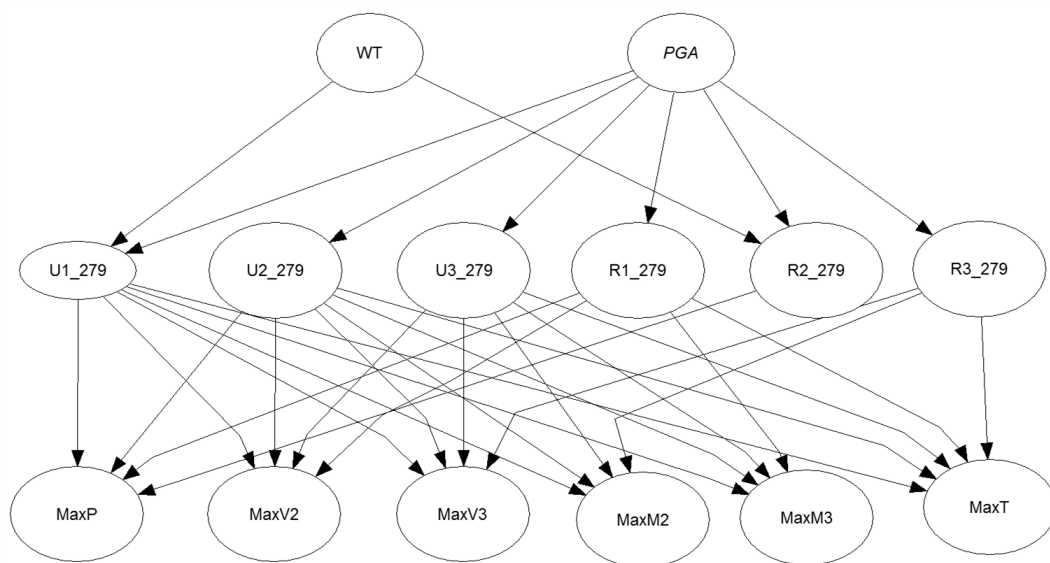 WT
PGA
U1_279
U2_279
U3_279
R1_279
R2_279
R3_279
MaxP
MaxV2
MaxV3
MaxM2
MaxM3
MaxT